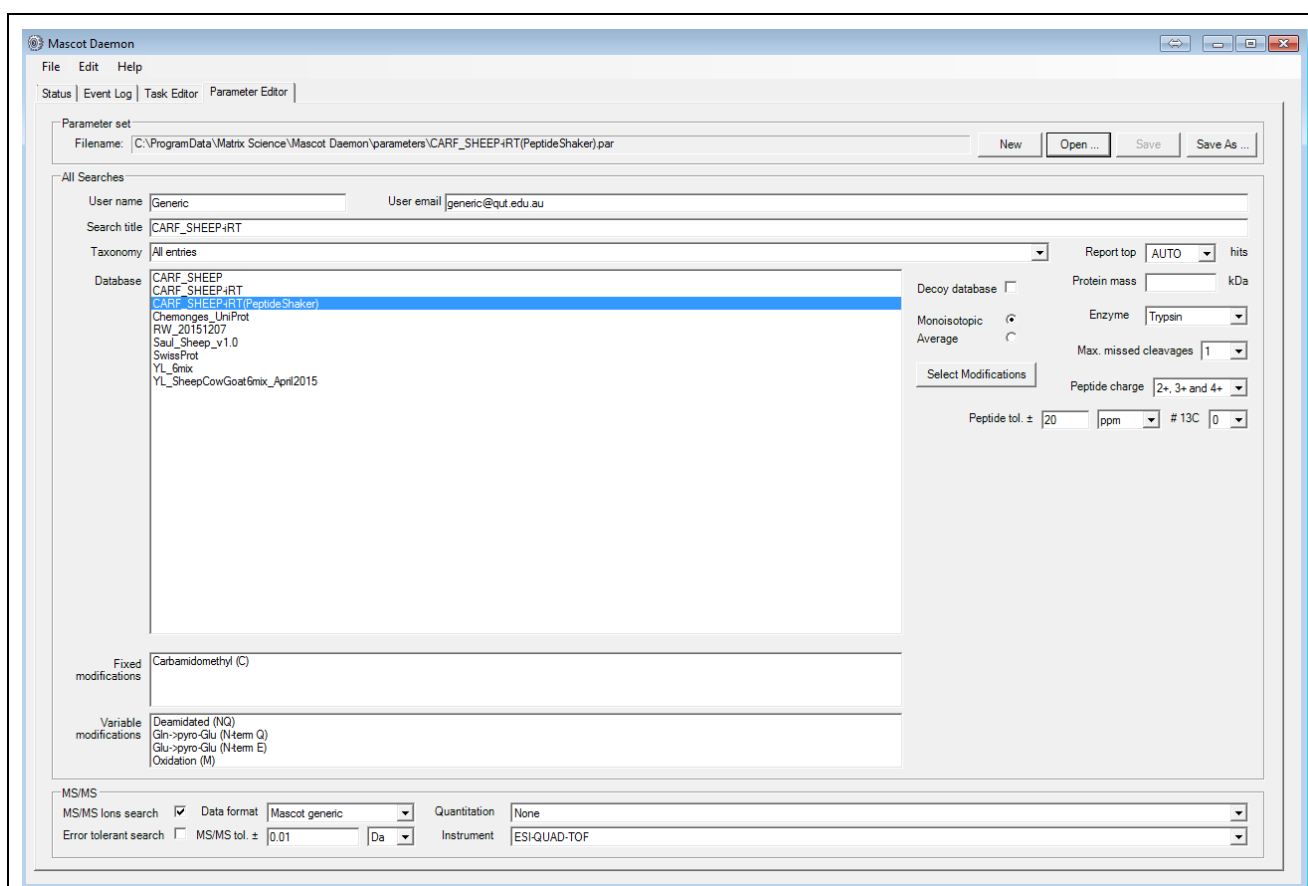 Mascot Daemon
File Edit Help
Status Event Log Task Editor Parameter Editor
Parameter set
Filename: C:\ProgramData\Matrix Science\Mascot Daemon\parameters\CARF_SHEEP-iRT(PeptideShaker).par New Open ... Save Save As ...
All Searches
User name Generic User email generic@qut.edu.au
Search title CARF_SHEEP-iRT
Taxonomy All entries Report top AUTO hits
Database CARF_SHEEP
CARF_SHEEP-iRT
CARF_SHEEP-iRT(PeptideShaker)
Chemonges_UniProt
RW_20151207
Saul_Sheep_v1.0
SwissProt
YL_6mix
YL_SheepCowGoat6mix_April2015
Decoy database Protein mass kDa
Monoisotopic Enzyme Trypsin
Average Max. missed cleavages 1
Select Modifications Peptide charge 2+, 3+ and 4+
Peptide tol. ± 20 ppm # 13C 0
Fixed modifications Carbamidomethyl (C)
Variable modifications Deamidated (NQ)
Gln->pyro-Glu (N-term Q)
Glu->pyro-Glu (N-term E)
Oxidation (M)
MS/MS
MS/MS Ions search Data format Mascot generic Quantitation None
Error tolerant search MS/MS tol. ± 0.01 Da Instrument ESI-QUAD-TOF